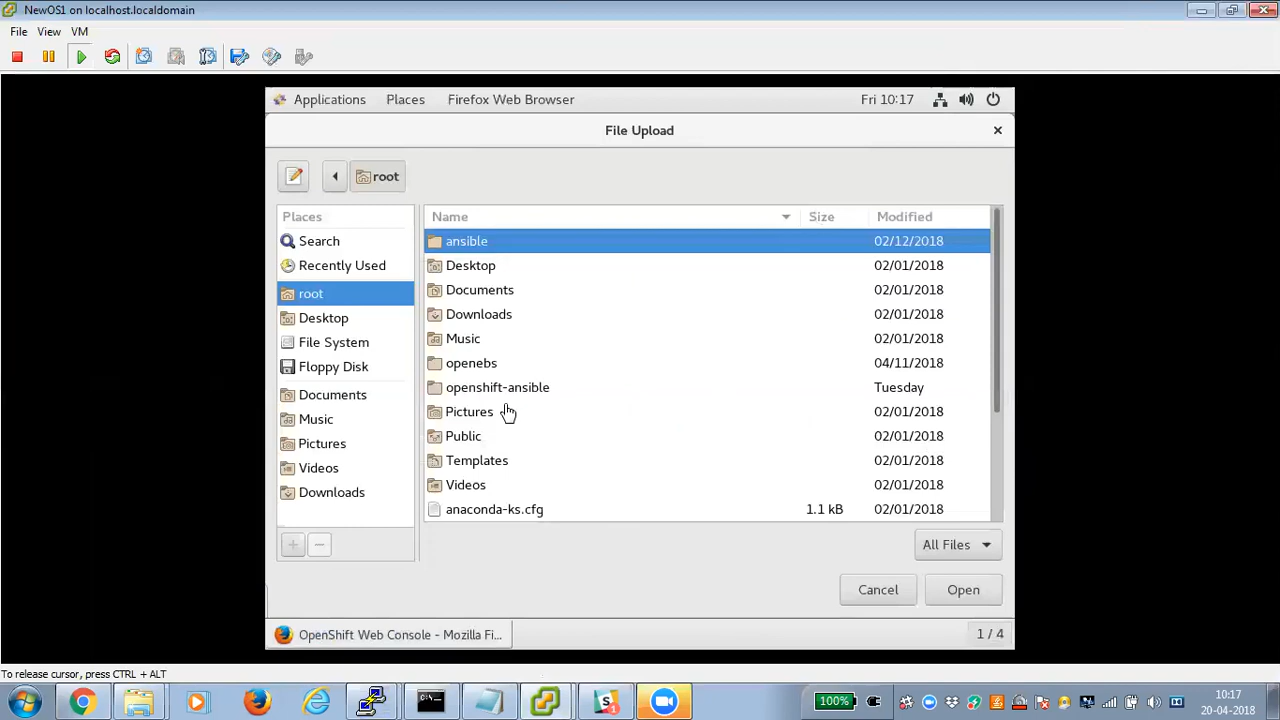 NewOS1 on localhost.localdomain
File View VM
Applications Places Firefox Web Browser Fri 10:17
File Upload
root
Places Name Size Modified
Search ansible 02/12/2018
Recently Used Desktop 02/01/2018
root Documents 02/01/2018
Desktop Downloads 02/01/2018
File System Music 02/01/2018
Floppy Disk openebs 04/11/2018
Documents openshift-ansible Tuesday
Music Pictures 02/01/2018
Pictures Public 02/01/2018
Videos Templates 02/01/2018
Downloads Videos 02/01/2018
anaconda-ks.cfg 1.1 kB 02/01/2018
All Files
Cancel Open
OpenShift Web Console - Mozilla Fi... 1 / 4
To release cursor, press CTRL + ALT
100% 10:17
20-04-2018